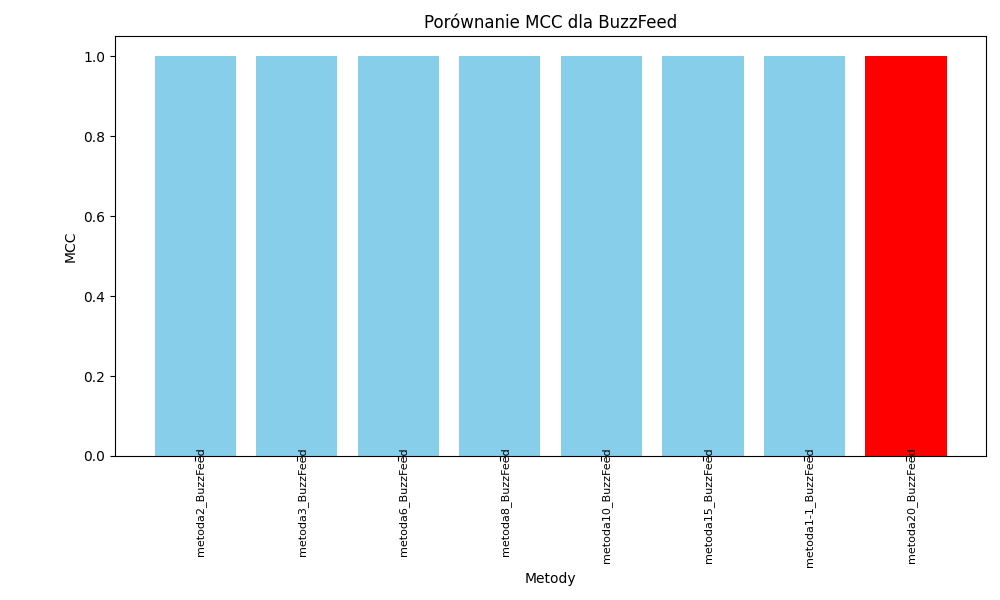 Porównanie MCC dla BuzzFeed
MCC
1.0
0.8
0.6
0.4
0.2
0.0
metoda2_BuzzFeed
metoda3_BuzzFeed
metoda6_BuzzFeed
metoda8_BuzzFeed
metoda10_BuzzFeed
metoda15_BuzzFeed
metoda1-1_BuzzFeed
metoda20_BuzzFeed
Metody